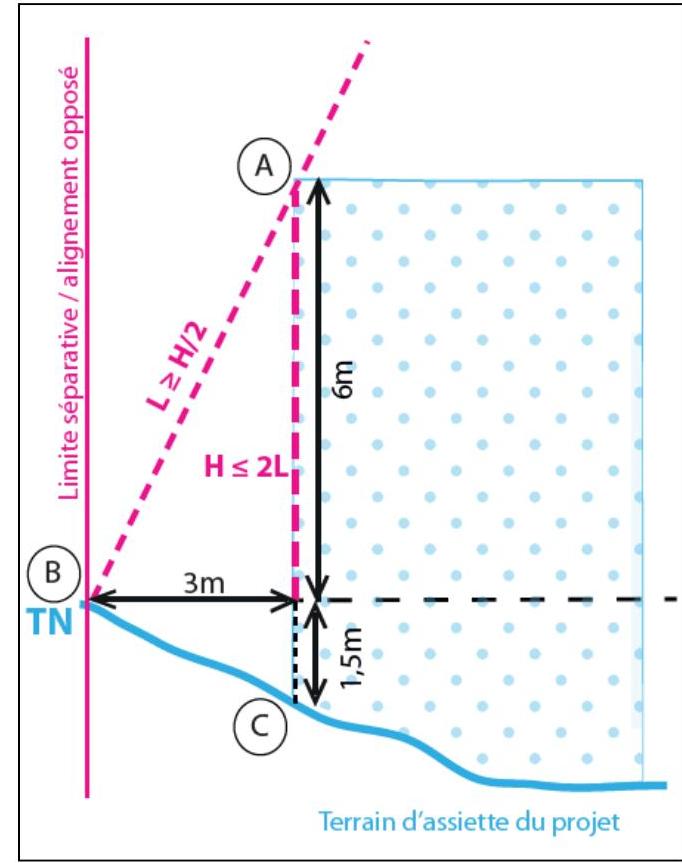 Limite séparative / alignement opposé
A
L ≥ H/2
6m
H ≤ 2L
B
3m
TN
1,5m
C
Terrain d'assiette du projet